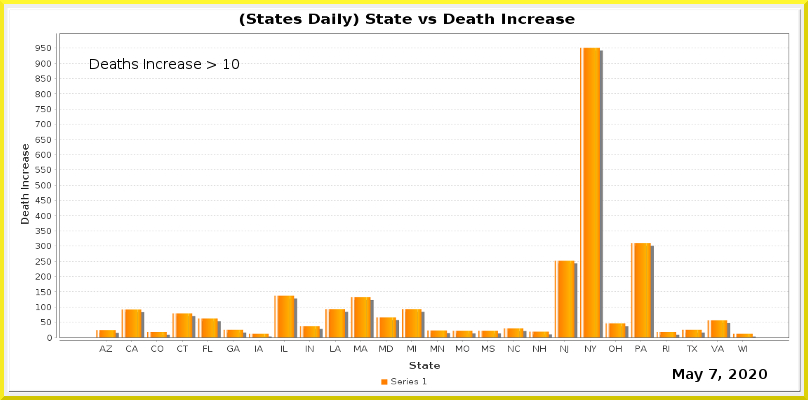 (States Daily) State vs Death Increase
Deaths Increase > 10
Death Increase
950
900
850
800
750
700
650
600
550
500
450
400
350
300
250
200
150
100
50
0
AZ CA CO CT FL GA IA IL IN LA MA MD MI MN MO MS NC NH NJ NY OH PA RI TX VA WI
State
Series 1
May 7, 2020